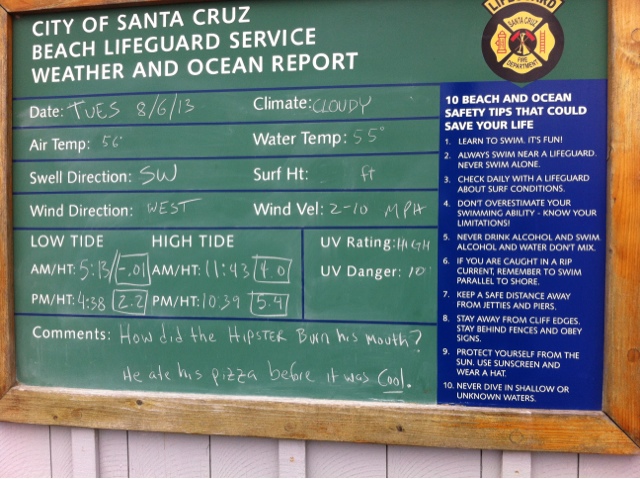 LIFEGUARD
SANTA CRUZ
FIRE
DEPARTMENT
CITY OF SANTA CRUZ
BEACH LIFEGUARD SERVICE
WEATHER AND OCEAN REPORT
Date: TUES 8/6/13 Climate: CLOUDY
Air Temp: 56° Water Temp: 55°
Swell Direction: SW Surf Ht: ft
Wind Direction: WEST Wind Vel: 2-10 MPH
LOW TIDE HIGH TIDE UV Rating: HIGH
AM/HT: 5:13/-.01 AM/HT: 11:43 4.0 UV Danger: 10
PM/HT: 4:38 2.2 PM/HT: 10:39 5.4
Comments: How did the HIPSTER Burn his Mouth?
He ate his pizza before it was Cool.
10 BEACH AND OCEAN
SAFETY TIPS THAT COULD
SAVE YOUR LIFE
1. LEARN TO SWIM. IT'S FUN!
2. ALWAYS SWIM NEAR A LIFEGUARD.
NEVER SWIM ALONE.
3. CHECK DAILY WITH A LIFEGUARD
ABOUT SURF CONDITIONS.
4. DON'T OVERESTIMATE YOUR
SWIMMING ABILITY - KNOW YOUR
LIMITATIONS!
5. NEVER DRINK ALCOHOL AND SWIM.
ALCOHOL AND WATER DON'T MIX.
6. IF YOU ARE CAUGHT IN A RIP
CURRENT, REMEMBER TO SWIM
PARALLEL TO SHORE.
7. KEEP A SAFE DISTANCE AWAY
FROM JETTIES AND PIERS.
8. STAY AWAY FROM CLIFF EDGES.
STAY BEHIND FENCES AND OBEY
SIGNS.
9. PROTECT YOURSELF FROM THE
SUN. USE SUNSCREEN AND
WEAR A HAT.
10. NEVER DIVE IN SHALLOW OR
UNKNOWN WATERS.